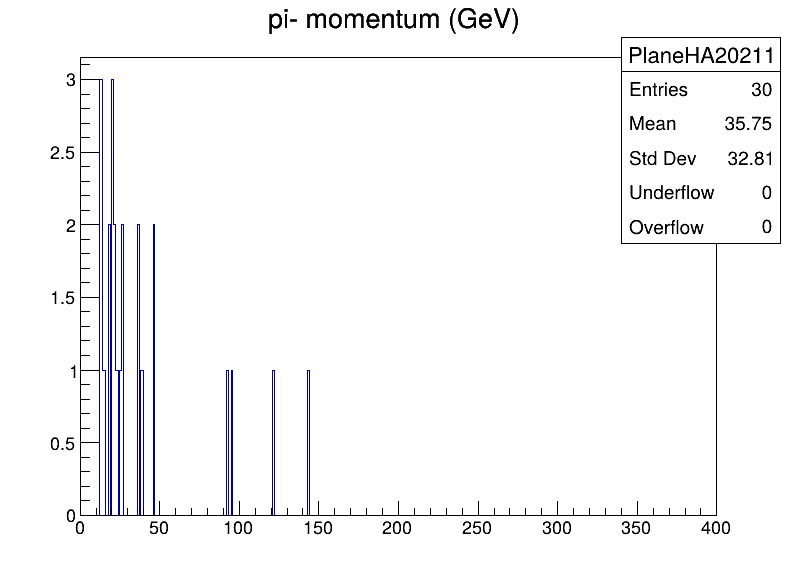 pi- momentum (GeV)
PlaneHA20211
Entries 30
Mean 35.75
Std Dev 32.81
Underflow 0
Overflow 0
3
2.5
2
1.5
1
0.5
0
0 50 100 150 200 250 300 350 400